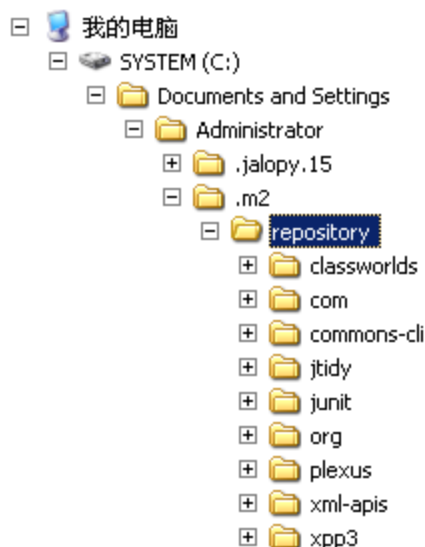 我的电脑
SYSTEM (C:)
Documents and Settings
Administrator
.jalopy.15
.m2
repository
classworlds
com
commons-cli
jtidy
junit
org
plexus
xml-apis
xpp3